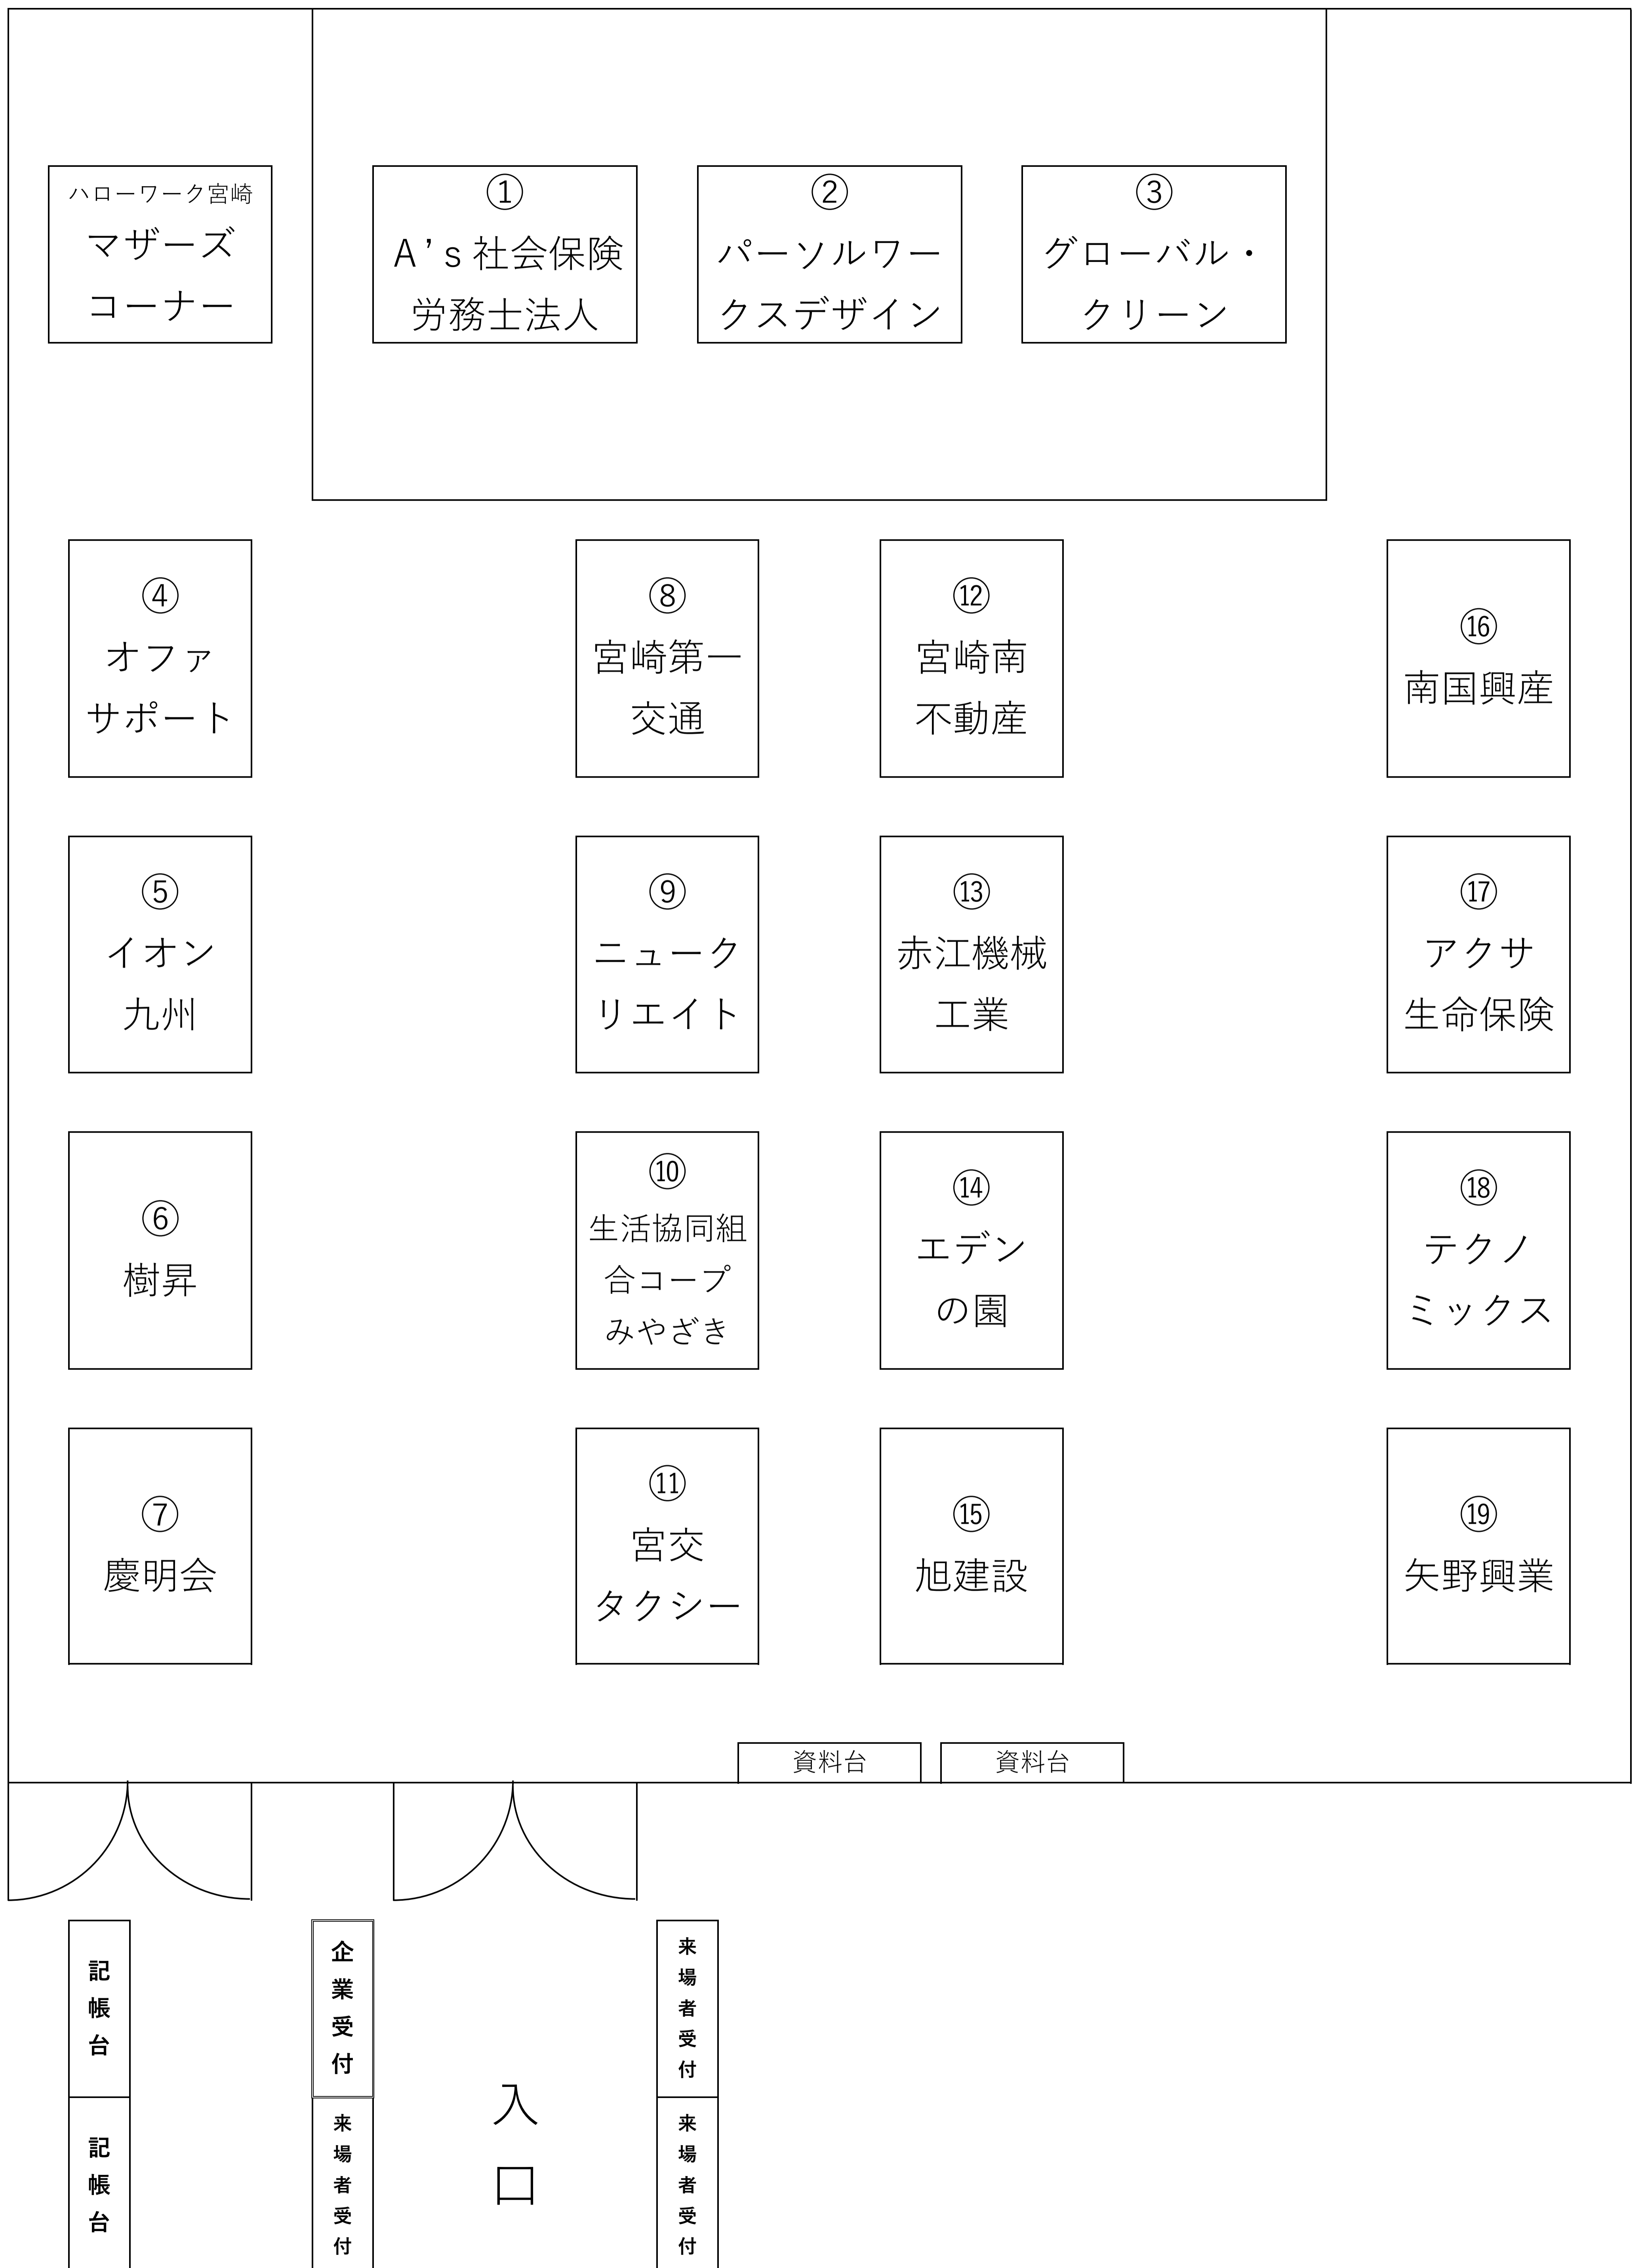 ハローワーク宮崎
マザーズ
コーナー
①
A’s社会保険
労務士法人
②
パーソルワー
クスデザイン
③
グローバル・
クリーン
④
オファ
サポート
⑧
宮崎第一
交通
⑫
宮崎南
不動産
⑯
南国興産
⑤
イオン
九州
⑨
ニューク
リエイト
⑬
赤江機械
工業
⑰
アクサ
生命保険
⑥
樹昇
⑩
生活協同組
合コープ
みやざき
⑭
エデン
の園
⑱
テクノ
ミックス
⑦
慶明会
⑪
宮交
タクシー
⑮
旭建設
⑲
矢野興業
資料台
資料台
記帳台
企業受付
来場者受付
入口
記帳台
来場者受付
来場者受付